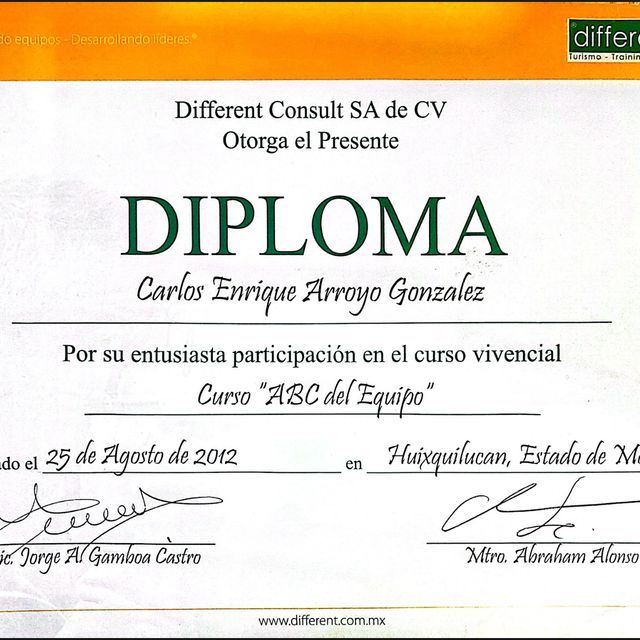 do equipos - Desarrollando líderes.®
differe
Turismo - Trainin
Different Consult SA de CV
Otorga el Presente
DIPLOMA
Carlos Enrique Arroyo Gonzalez
Por su entusiasta participación en el curso vivencial
Curso "ABC del Equipo"
do el 25 de Agosto de 2012 en Huixquilucan, Estado de Mé
ic. Jorge A. Gamboa Castro
Mtro. Abraham Alonso
www.different.com.mx